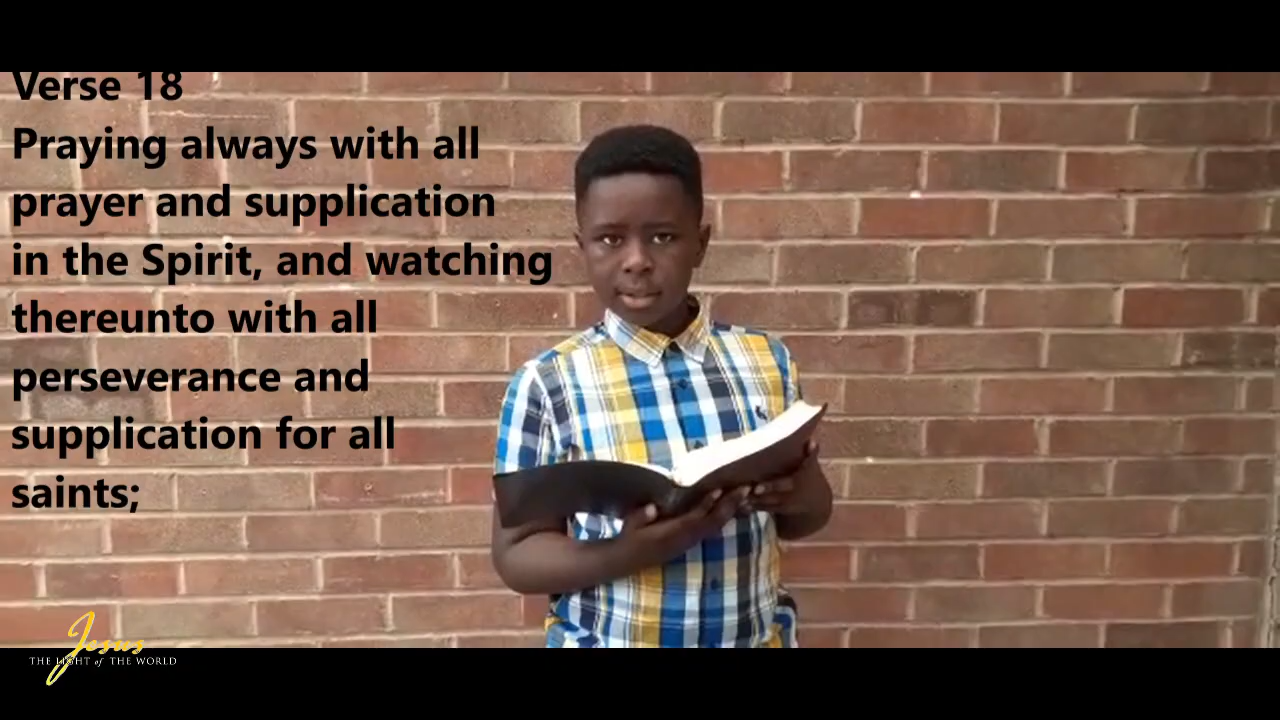 Verse 18
Praying always with all
prayer and supplication
in the Spirit, and watching
thereunto with all
perseverance and
supplication for all
saints;
Jesus
THE LIGHT of THE WORLD